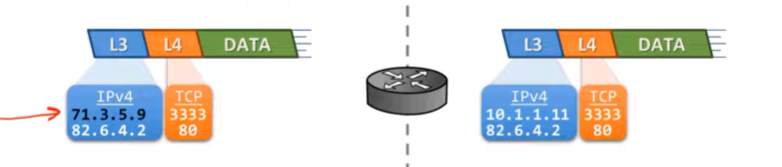 L3 L4 DATA L3 L4 DATA
IPv4 TCP IPv4 TCP
71.3.5.9 3333 10.1.1.11 3333
82.6.4.2 80 82.6.4.2 80